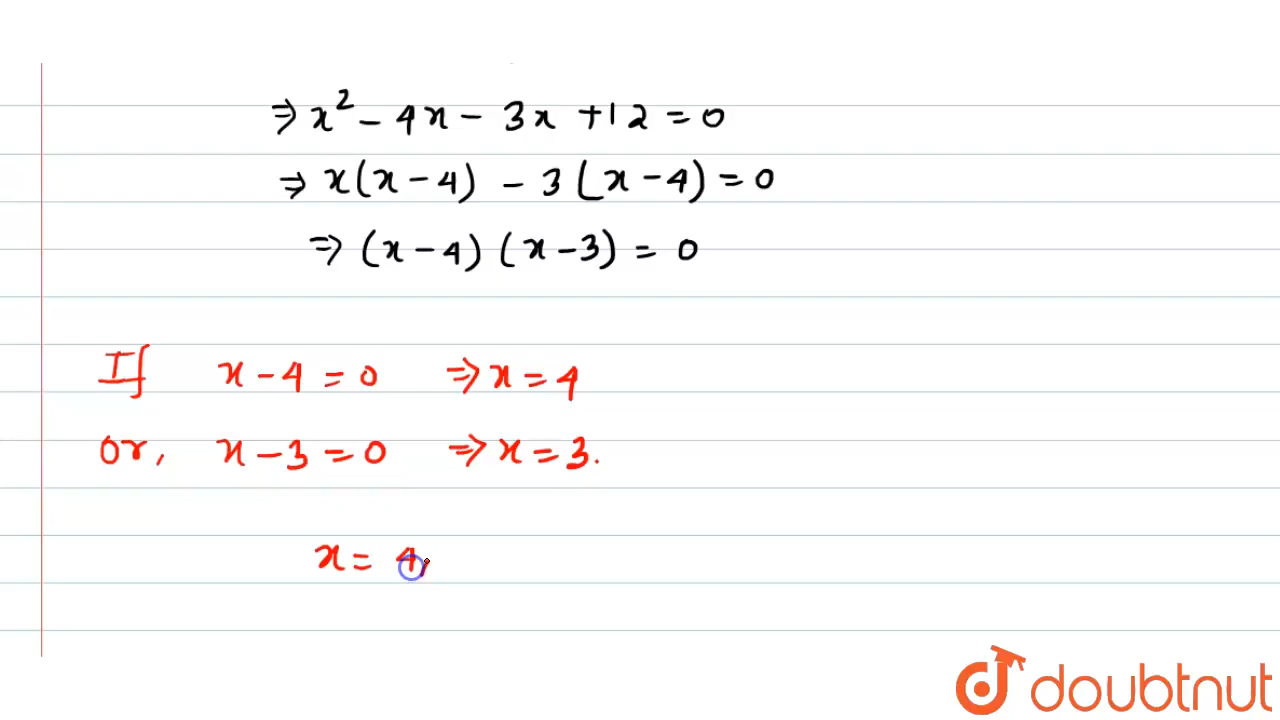 ⇒ x² - 4x - 3x + 12 = 0
⇒ x(x - 4) - 3(x - 4) = 0
⇒ (x - 4) (x - 3) = 0
If x - 4 = 0 ⇒ x = 4
Or, x - 3 = 0 ⇒ x = 3.
x = 4,
doubtnut